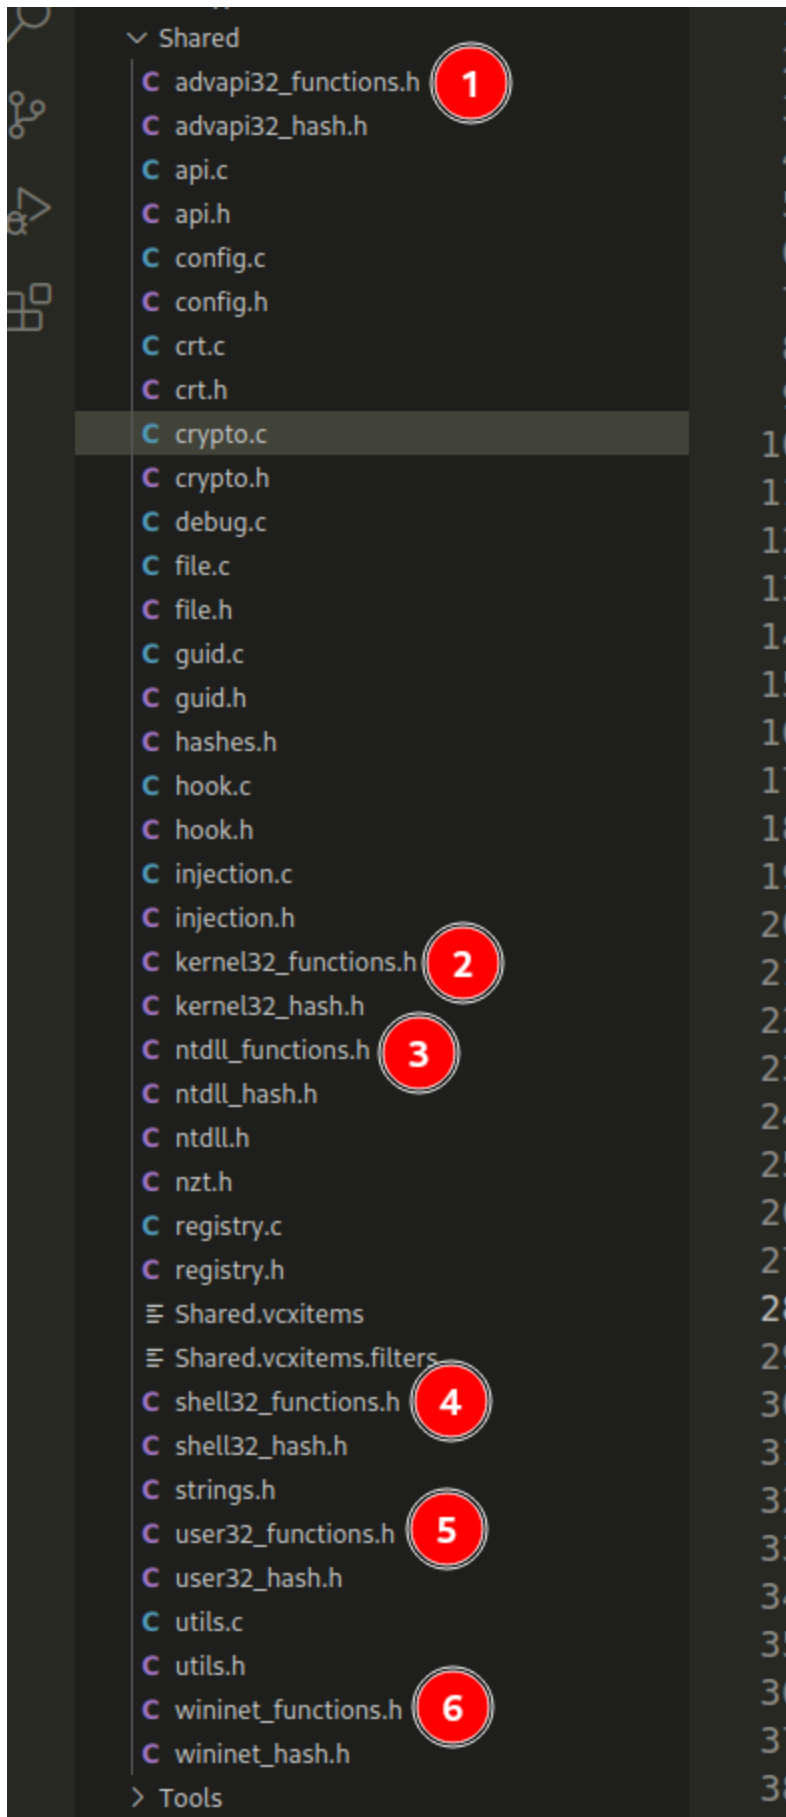 Shared
C advapi32_functions.h 1
C advapi32_hash.h
C api.c
C api.h
C config.c
C config.h
C crt.c
C crt.h
C crypto.c
C crypto.h
C debug.c
C file.c
C file.h
C guid.c
C guid.h
C hashes.h
C hook.c
C hook.h
C injection.c
C injection.h
C kernel32_functions.h 2
C kernel32_hash.h
C ntdll_functions.h 3
C ntdll_hash.h
C ntdll.h
C nzt.h
C registry.c
C registry.h
Shared.vcxitems
Shared.vcxitems.filters
C shell32_functions.h 4
C shell32_hash.h
C strings.h
C user32_functions.h 5
C user32_hash.h
C utils.c
C utils.h
C wininet_functions.h 6
C wininet_hash.h
Tools